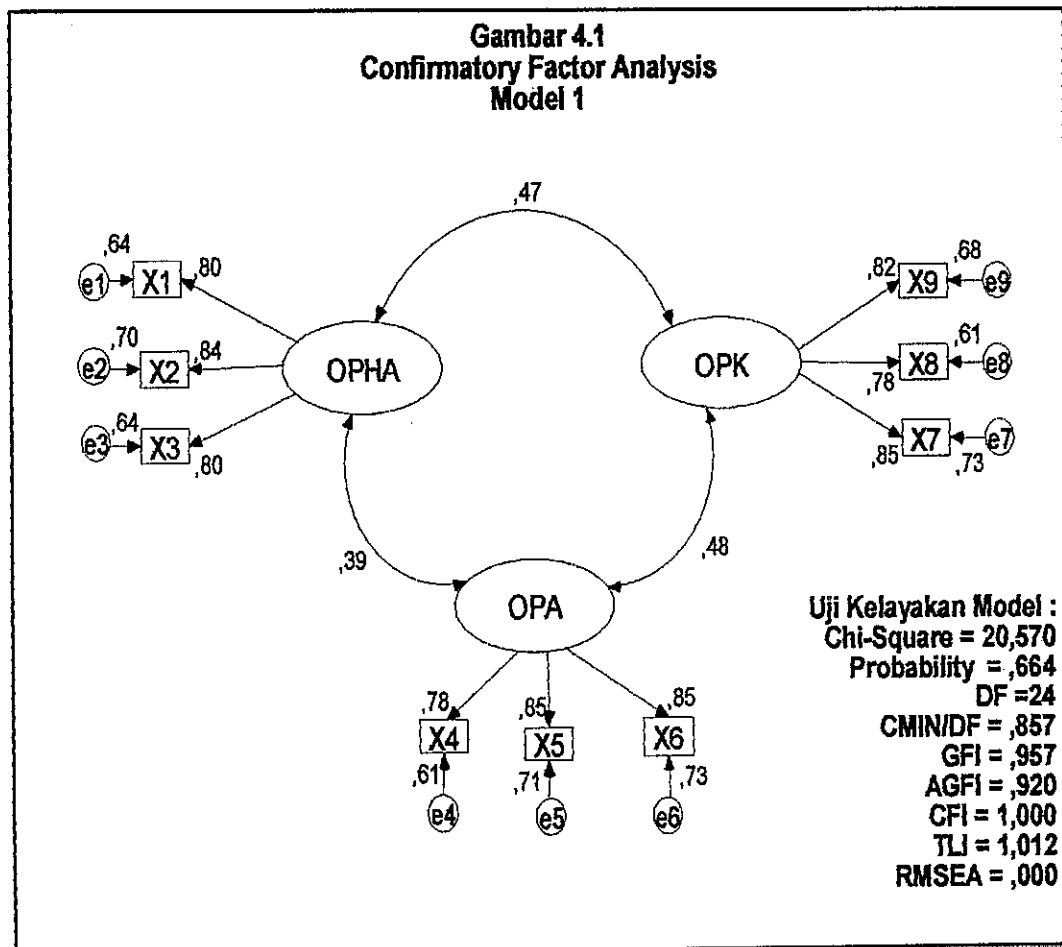 Gambar 4.1
Confirmatory Factor Analysis
Model 1
,47
,64
e1 X1 ,80
,70
e2 X2 ,84
,64
e3 X3 ,80
OPHA
OPK
,82 X9 ,68 e9
,78 X8 ,61 e8
,85 X7 ,73 e7
,39
,48
OPA
,78 ,85 ,85
X4 X5 X6
,61 ,71 ,73
e4 e5 e6
Uji Kelayakan Model :
Chi-Square = 20,570
Probability = ,664
DF =24
CMIN/DF = ,857
GFI = ,957
AGFI = ,920
CFI = 1,000
TLI = 1,012
RMSEA = ,000